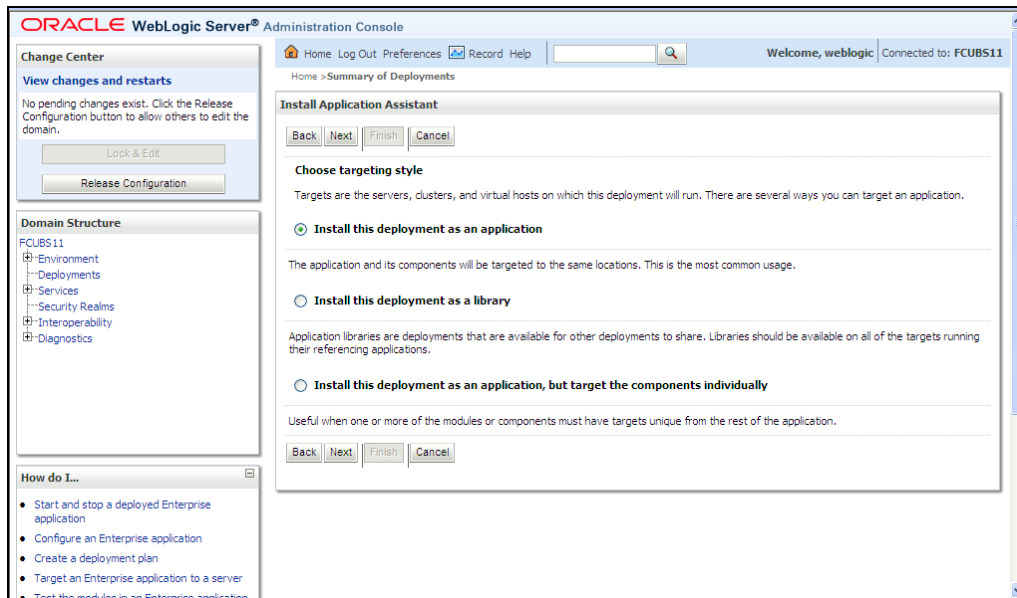 ORACLE WebLogic Server® Administration Console
Change Center
View changes and restarts
No pending changes exist. Click the Release
Configuration button to allow others to edit the
domain.
Lock & Edit
Release Configuration
Domain Structure
FCUBS11
Environment
Deployments
Services
Security Realms
Interoperability
Diagnostics
How do I...
Start and stop a deployed Enterprise
application
Configure an Enterprise application
Create a deployment plan
Target an Enterprise application to a server
Test the modules in an Enterprise application
Home Log Out Preferences Record Help
Welcome, weblogic Connected to: FCUBS11
Home >Summary of Deployments
Install Application Assistant
Back Next Finish Cancel
Choose targeting style
Targets are the servers, clusters, and virtual hosts on which this deployment will run. There are several ways you can target an application.
Install this deployment as an application
The application and its components will be targeted to the same locations. This is the most common usage.
Install this deployment as a library
Application libraries are deployments that are available for other deployments to share. Libraries should be available on all of the targets running
their referencing applications.
Install this deployment as an application, but target the components individually
Useful when one or more of the modules or components must have targets unique from the rest of the application.
Back Next Finish Cancel